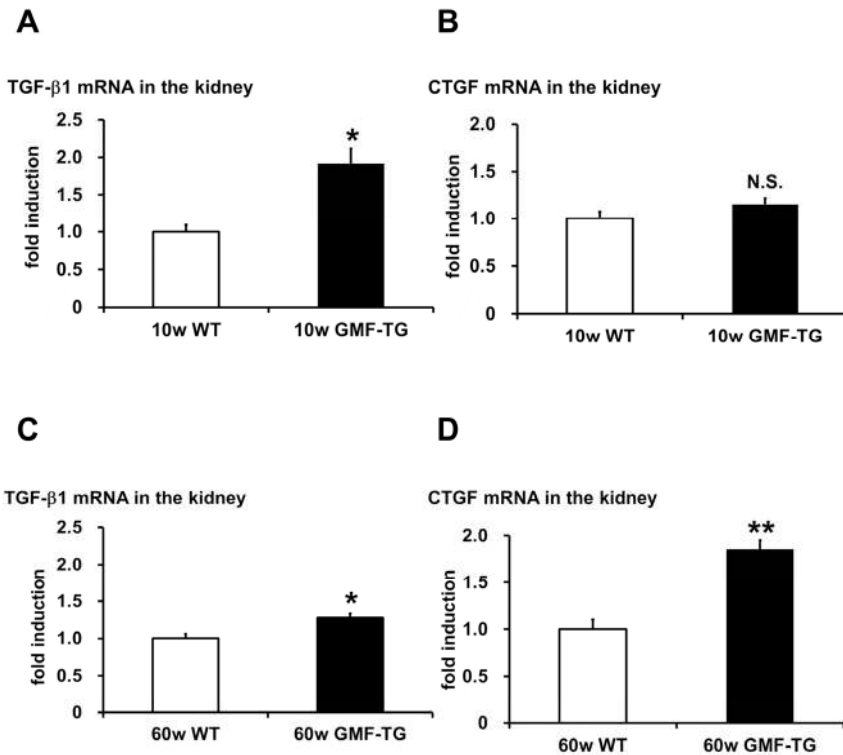 A
B
TGF-β1 mRNA in the kidney
CTGF mRNA in the kidney
fold induction
2.5
2.0
1.5
1.0
0.5
0
*
10w WT
10w GMF-TG
fold induction
2.0
1.5
1.0
0.5
0
N.S.
10w WT
10w GMF-TG
C
D
TGF-β1 mRNA in the kidney
CTGF mRNA in the kidney
fold induction
2.5
2.0
1.5
1.0
0.5
0
*
60w WT
60w GMF-TG
fold induction
2.0
1.5
1.0
0.5
0
**
60w WT
60w GMF-TG